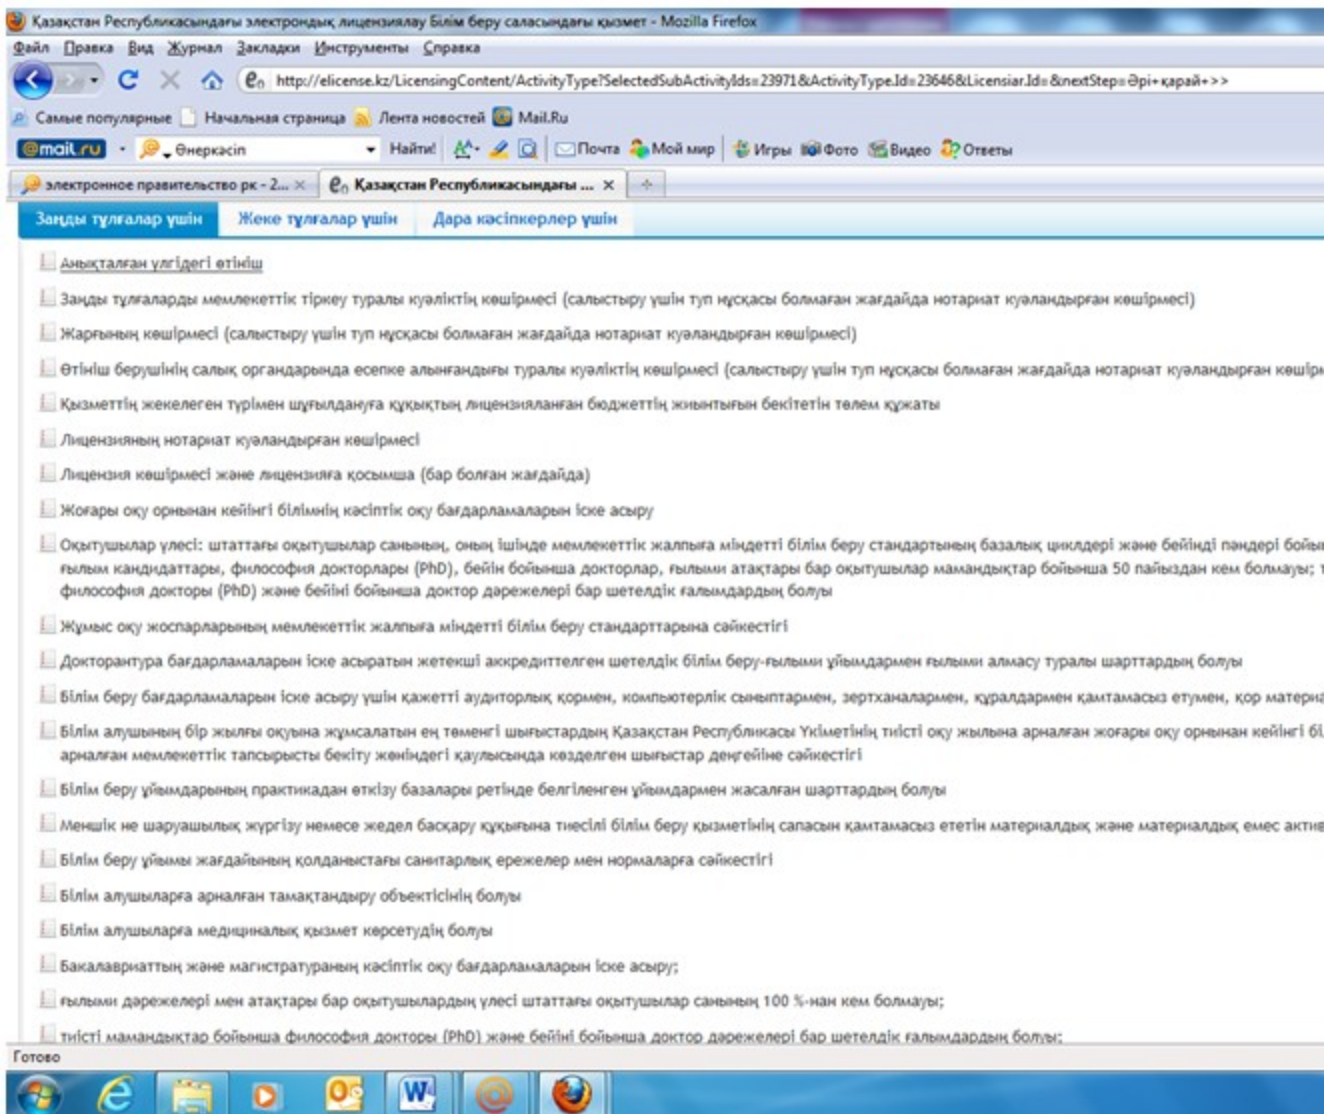 Қазақстан Республикасындағы электрондық лицензиялау Білім беру саласындағы қызмет - Mozilla Firefox
Файл Правка Вид Журнал Закладки Инструменты Справка
http://elicense.kz/LicensingContent/ActivityType?SelectedSubActivityIds=23971&ActivityType.Id=23646&Licensiar.Id=&nextStep=Әрі+қарай+>>
Самые популярные Начальная страница Лента новостей Mail.Ru
@mail.ru Өнеркәсіп Найти! Почта Мой мир Игры Фото Видео Ответы
электронное правительство рк - 2... Қазақстан Республикасындағы ...
Заңды тұлғалар үшін Жеке тұлғалар үшін Дара кәсіпкерлер үшін
Анықталған үлгідегі өтініш
Заңды тұлғаларды мемлекеттік тіркеу туралы куәліктің көшірмесі (салыстыру үшін туп нұсқасы болмаған жағдайда нотариат куәландырған көшірмесі)
Жарғының көшірмесі (салыстыру үшін туп нұсқасы болмаған жағдайда нотариат куәландырған көшірмесі)
Өтініш берушінің салық органдарында есепке алынғандығы туралы куәліктің көшірмесі (салыстыру үшін туп нұсқасы болмаған жағдайда нотариат куәландырған көшірм
Қызметтің жекелеген түрімен шұғылдануға құқықтың лицензияланған бюджеттің жиынтығын бекітетін төлем құжаты
Лицензияның нотариат куәландырған көшірмесі
Лицензия көшірмесі және лицензияға қосымша (бар болған жағдайда)
Жоғары оқу орнынан кейінгі білімнің кәсіптік оқу бағдарламаларын іске асыру
Оқытушылар үлесі: штаттағы оқытушылар санының, оның ішінде мемлекеттік жалпыға міндетті білім беру стандартының базалық циклдері және бейінді пәндері бойын
ғылым кандидаттары, философия докторлары (PhD), бейін бойынша докторлар, ғылыми атақтары бар оқытушылар мамандықтар бойынша 50 пайыздан кем болмауы; т
философия докторы (PhD) және бейіні бойынша доктор дәрежелері бар шетелдік ғалымдардың болуы
Жұмыс оқу жоспарларының мемлекеттік жалпыға міндетті білім беру стандарттарына сәйкестігі
Докторантура бағдарламаларын іске асыратын жетекші аккредиттелген шетелдік білім беру-ғылыми ұйымдармен ғылыми алмасу туралы шарттардың болуы
Білім беру бағдарламаларын іске асыру үшін қажетті аудиторлық қормен, компьютерлік сыныптармен, зертханалармен, құралдармен қамтамасыз етумен, қор материа
Білім алушының бір жылғы оқуына жұмсалатын ең төменгі шығыстардың Қазақстан Республикасы Үкіметінің тиісті оқу жылына арналған жоғары оқу орнынан кейінгі бі
арналған мемлекеттік тапсырысты бекіту жөніндегі қаулысында көзделген шығыстар деңгейіне сәйкестігі
Білім беру ұйымдарының практикадан өткізу базалары ретінде белгіленген ұйымдармен жасалған шарттардың болуы
Меншік не шаруашылық жүргізу немесе жедел басқару құқығына тиесілі білім беру қызметінің сапасын қамтамасыз ететін материалдық және материалдық емес актив
Білім беру ұйымы жағдайының қолданыстағы санитарлық ережелер мен нормаларға сәйкестігі
Білім алушыларға арналған тамақтандыру объектісінің болуы
Білім алушыларға медициналық қызмет көрсетудің болуы
Бакалавриаттың және магистратураның кәсіптік оқу бағдарламаларын іске асыру;
ғылыми дәрежелері мен атақтары бар оқытушылардың үлесі штаттағы оқытушылар санының 100 %-нан кем болмауы;
тиісті мамандықтар бойынша философия докторы (PhD) және бейіні бойынша доктор дәрежелері бар шетелдік ғалымдардың болуы;
Готово